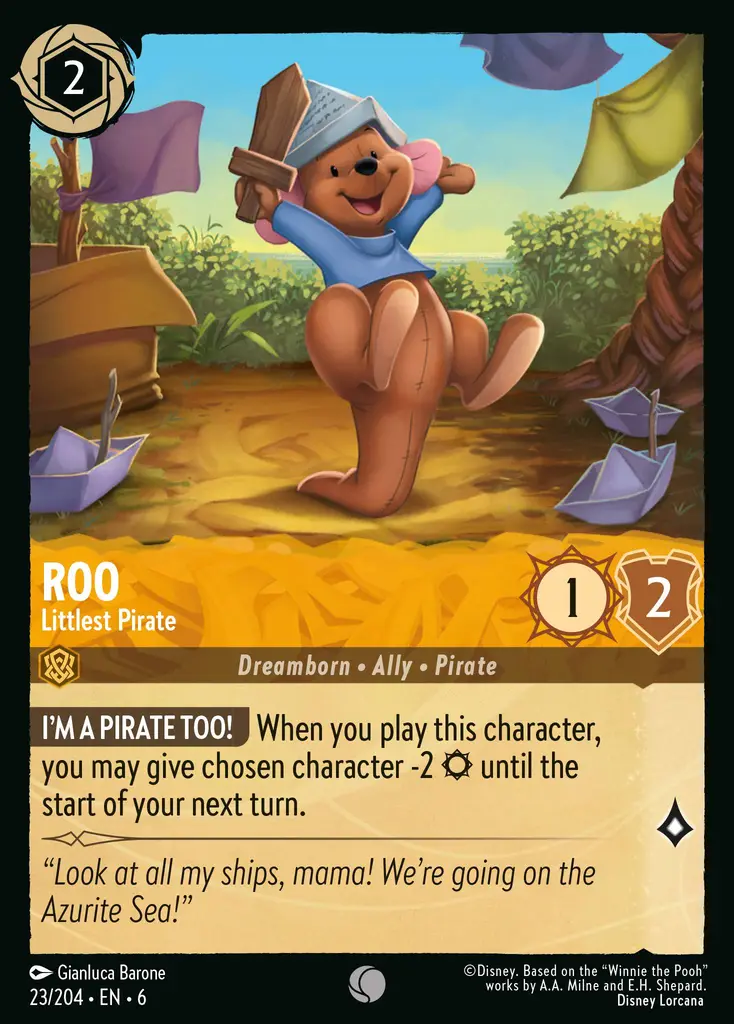 2
ROO
Littlest Pirate
1
2
Dreamborn • Ally • Pirate
I'M A PIRATE TOO! When you play this character,
you may give chosen character -2 until the
start of your next turn.
“Look at all my ships, mama! We’re going on the
Azurite Sea!”
Gianluca Barone
23/204 • EN • 6
©Disney. Based on the “Winnie the Pooh”
works by A.A. Milne and E.H. Shepard.
Disney Lorcana